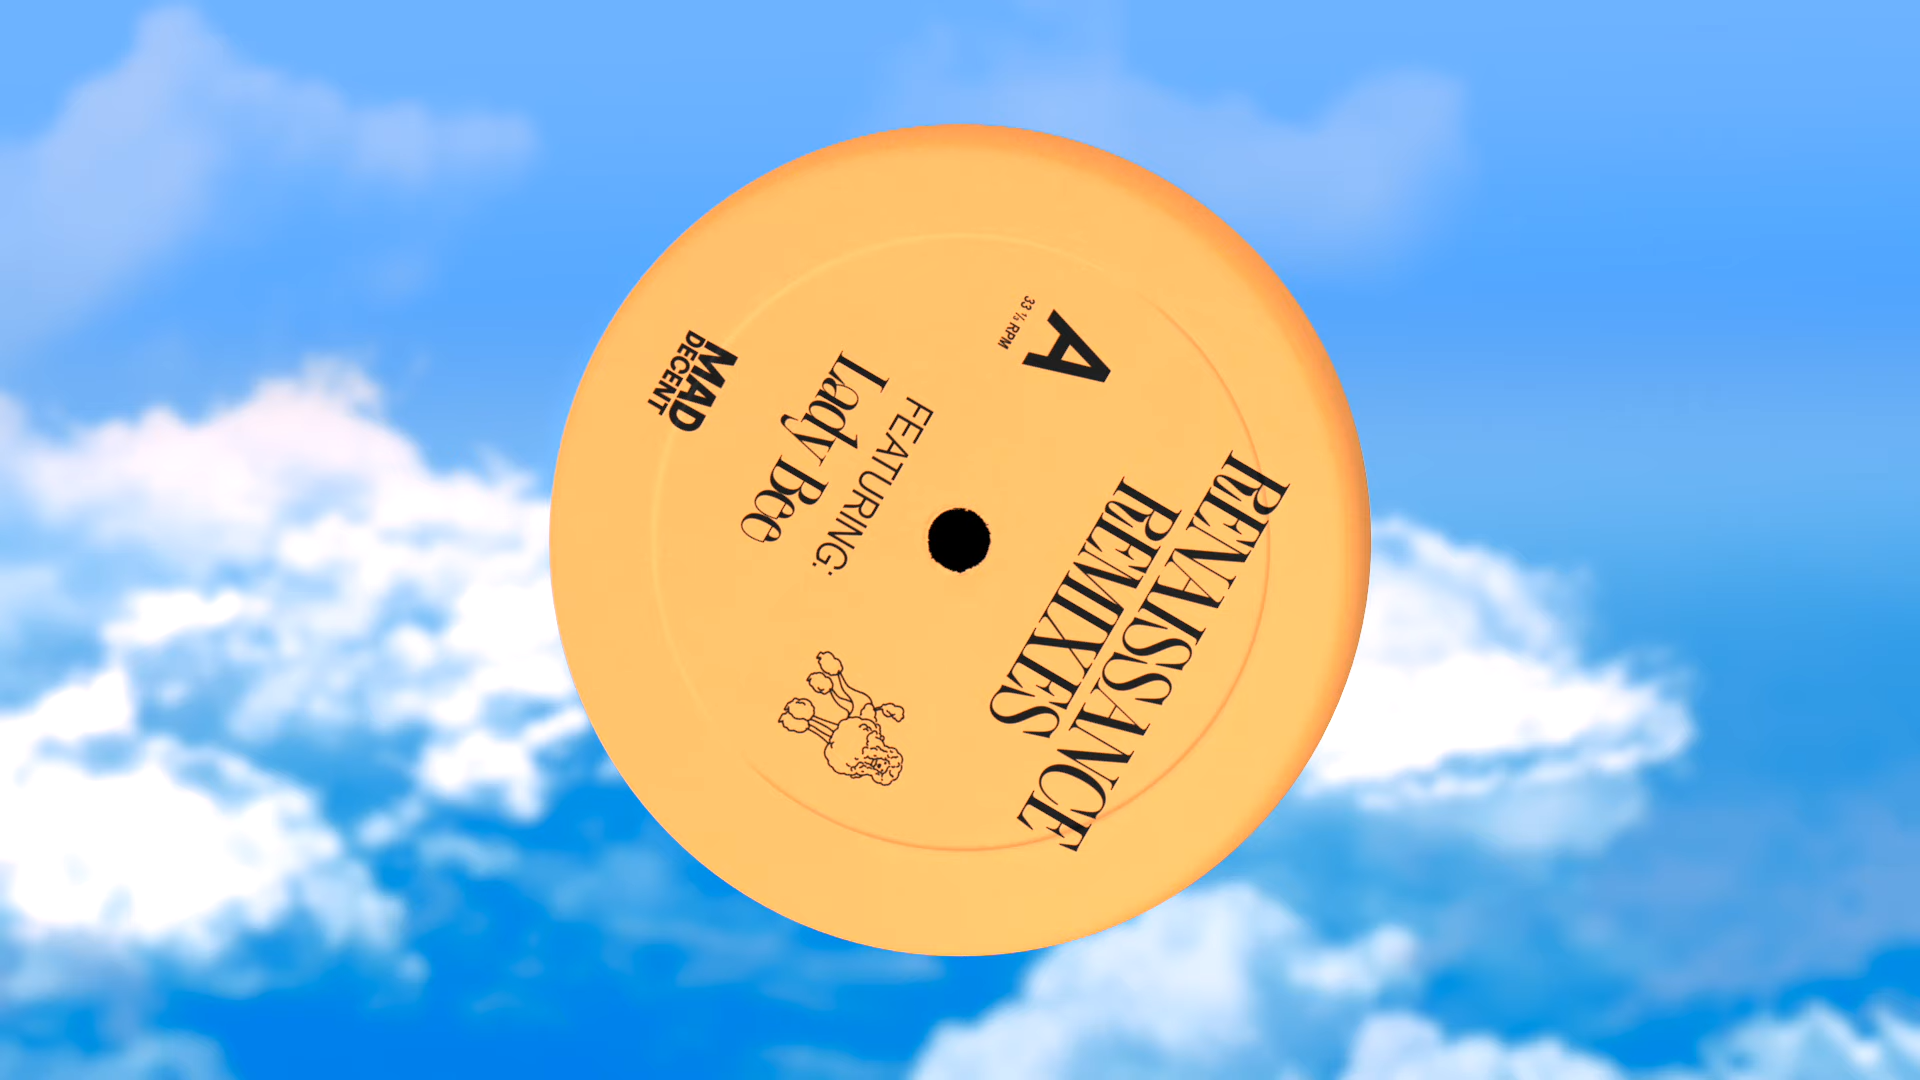 RENAISSANCE
REMIXES
A
33 ⅓ RPM
FEATURING:
Lady Bee
MAD
DECENT